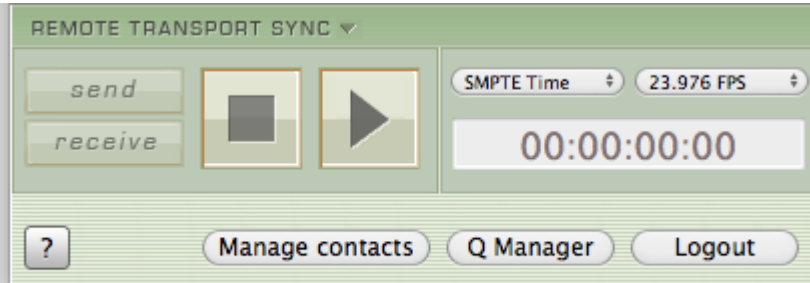 REMOTE TRANSPORT SYNC
send
receive
SMPTE Time
23.976 FPS
00:00:00:00
?
Manage contacts
Q Manager
Logout